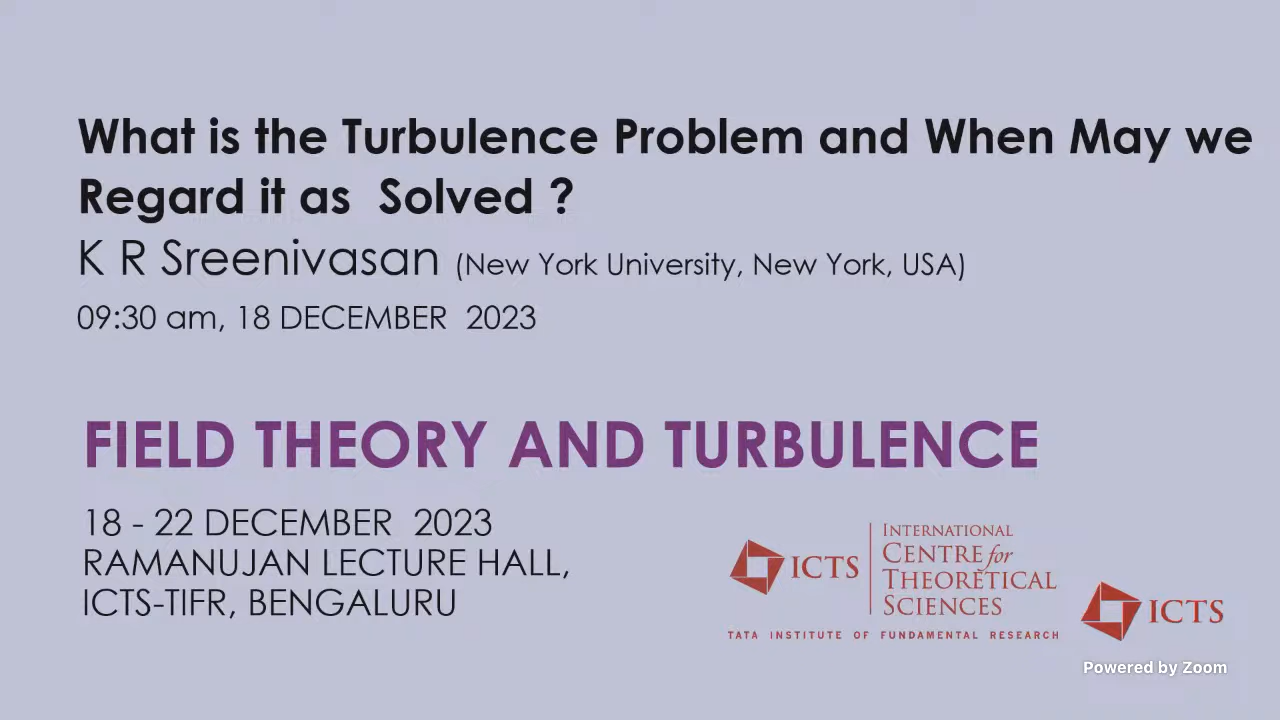 What is the Turbulence Problem and When May we
Regard it as Solved ?
K R Sreenivasan (New York University, New York, USA)
09:30 am, 18 DECEMBER 2023
FIELD THEORY AND TURBULENCE
18 - 22 DECEMBER 2023
RAMANUJAN LECTURE HALL,
ICTS-TIFR, BENGALURU
ICTS
INTERNATIONAL
CENTRE for
THEORETICAL
SCIENCES
TATA INSTITUTE OF FUNDAMENTAL RESEARCH
ICTS
Powered by Zoom